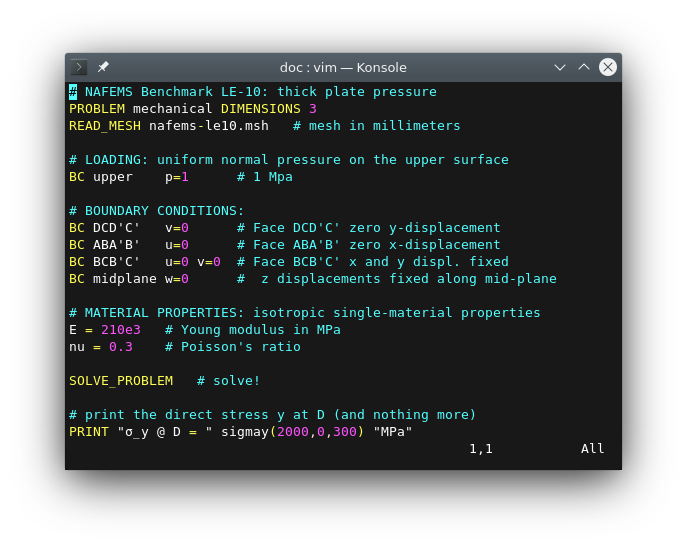 doc : vim — Konsole
# NAFEMS Benchmark LE-10: thick plate pressure
PROBLEM mechanical DIMENSIONS 3
READ_MESH nafems-le10.msh   # mesh in millimeters
# LOADING: uniform normal pressure on the upper surface
BC upper    p=1      # 1 Mpa
# BOUNDARY CONDITIONS:
BC DCD'C'   v=0      # Face DCD'C' zero y-displacement
BC ABA'B'   u=0      # Face ABA'B' zero x-displacement
BC BCB'C'   u=0 v=0  # Face BCB'C' x and y displ. fixed
BC midplane w=0      #  z displacements fixed along mid-plane
# MATERIAL PROPERTIES: isotropic single-material properties
E = 210e3   # Young modulus in MPa
nu = 0.3    # Poisson's ratio
SOLVE_PROBLEM   # solve!
# print the direct stress y at D (and nothing more)
PRINT "σ_y @ D = " sigmay(2000,0,300) "MPa"
1,1           All